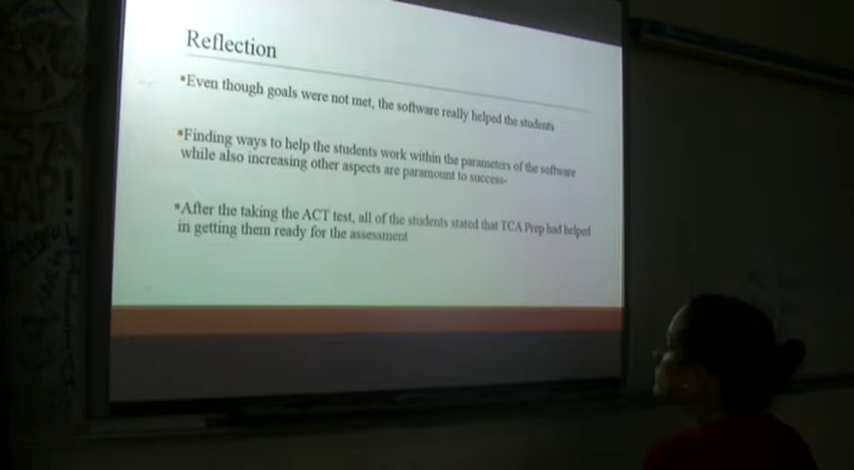 Reflection
▪Even though goals were not met, the software really helped the students
▪Finding ways to help the students work within the parameters of the software
while also increasing other aspects are paramount to success-
▪After the taking the ACT test, all of the students stated that TCA Prep had helped
in getting them ready for the assessment